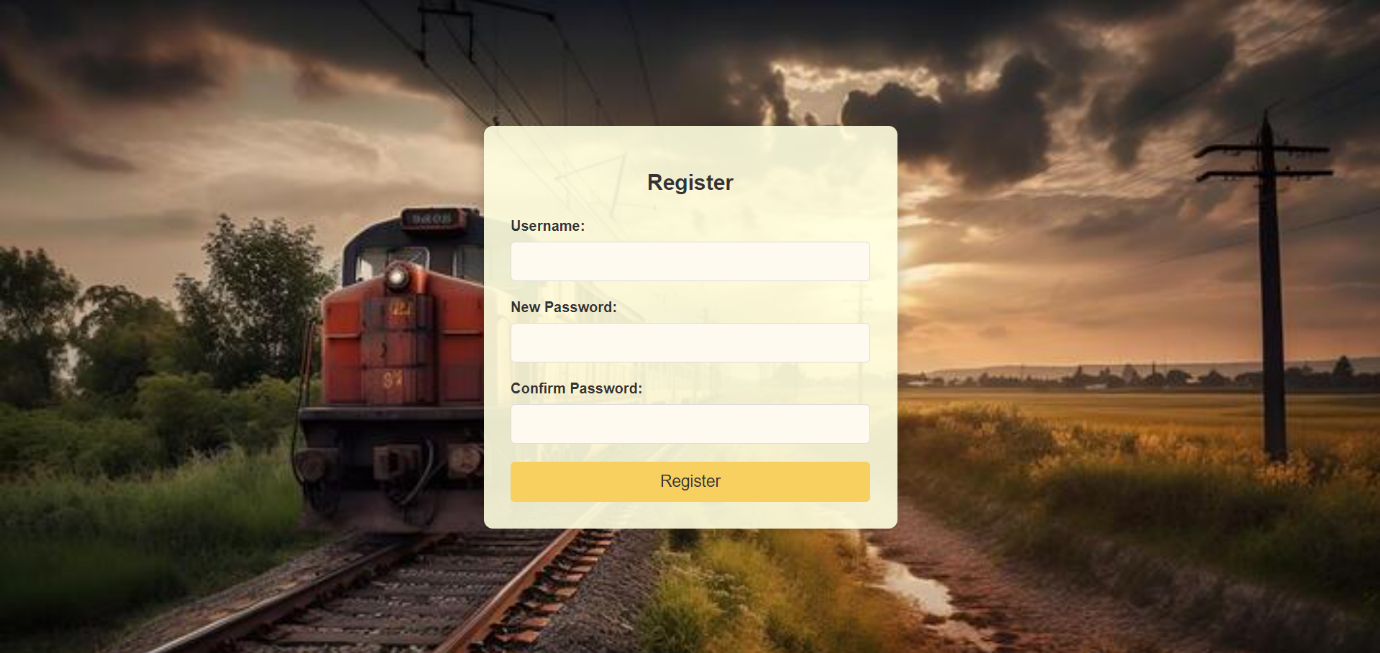 Register
Username:
New Password:
Confirm Password:
Register